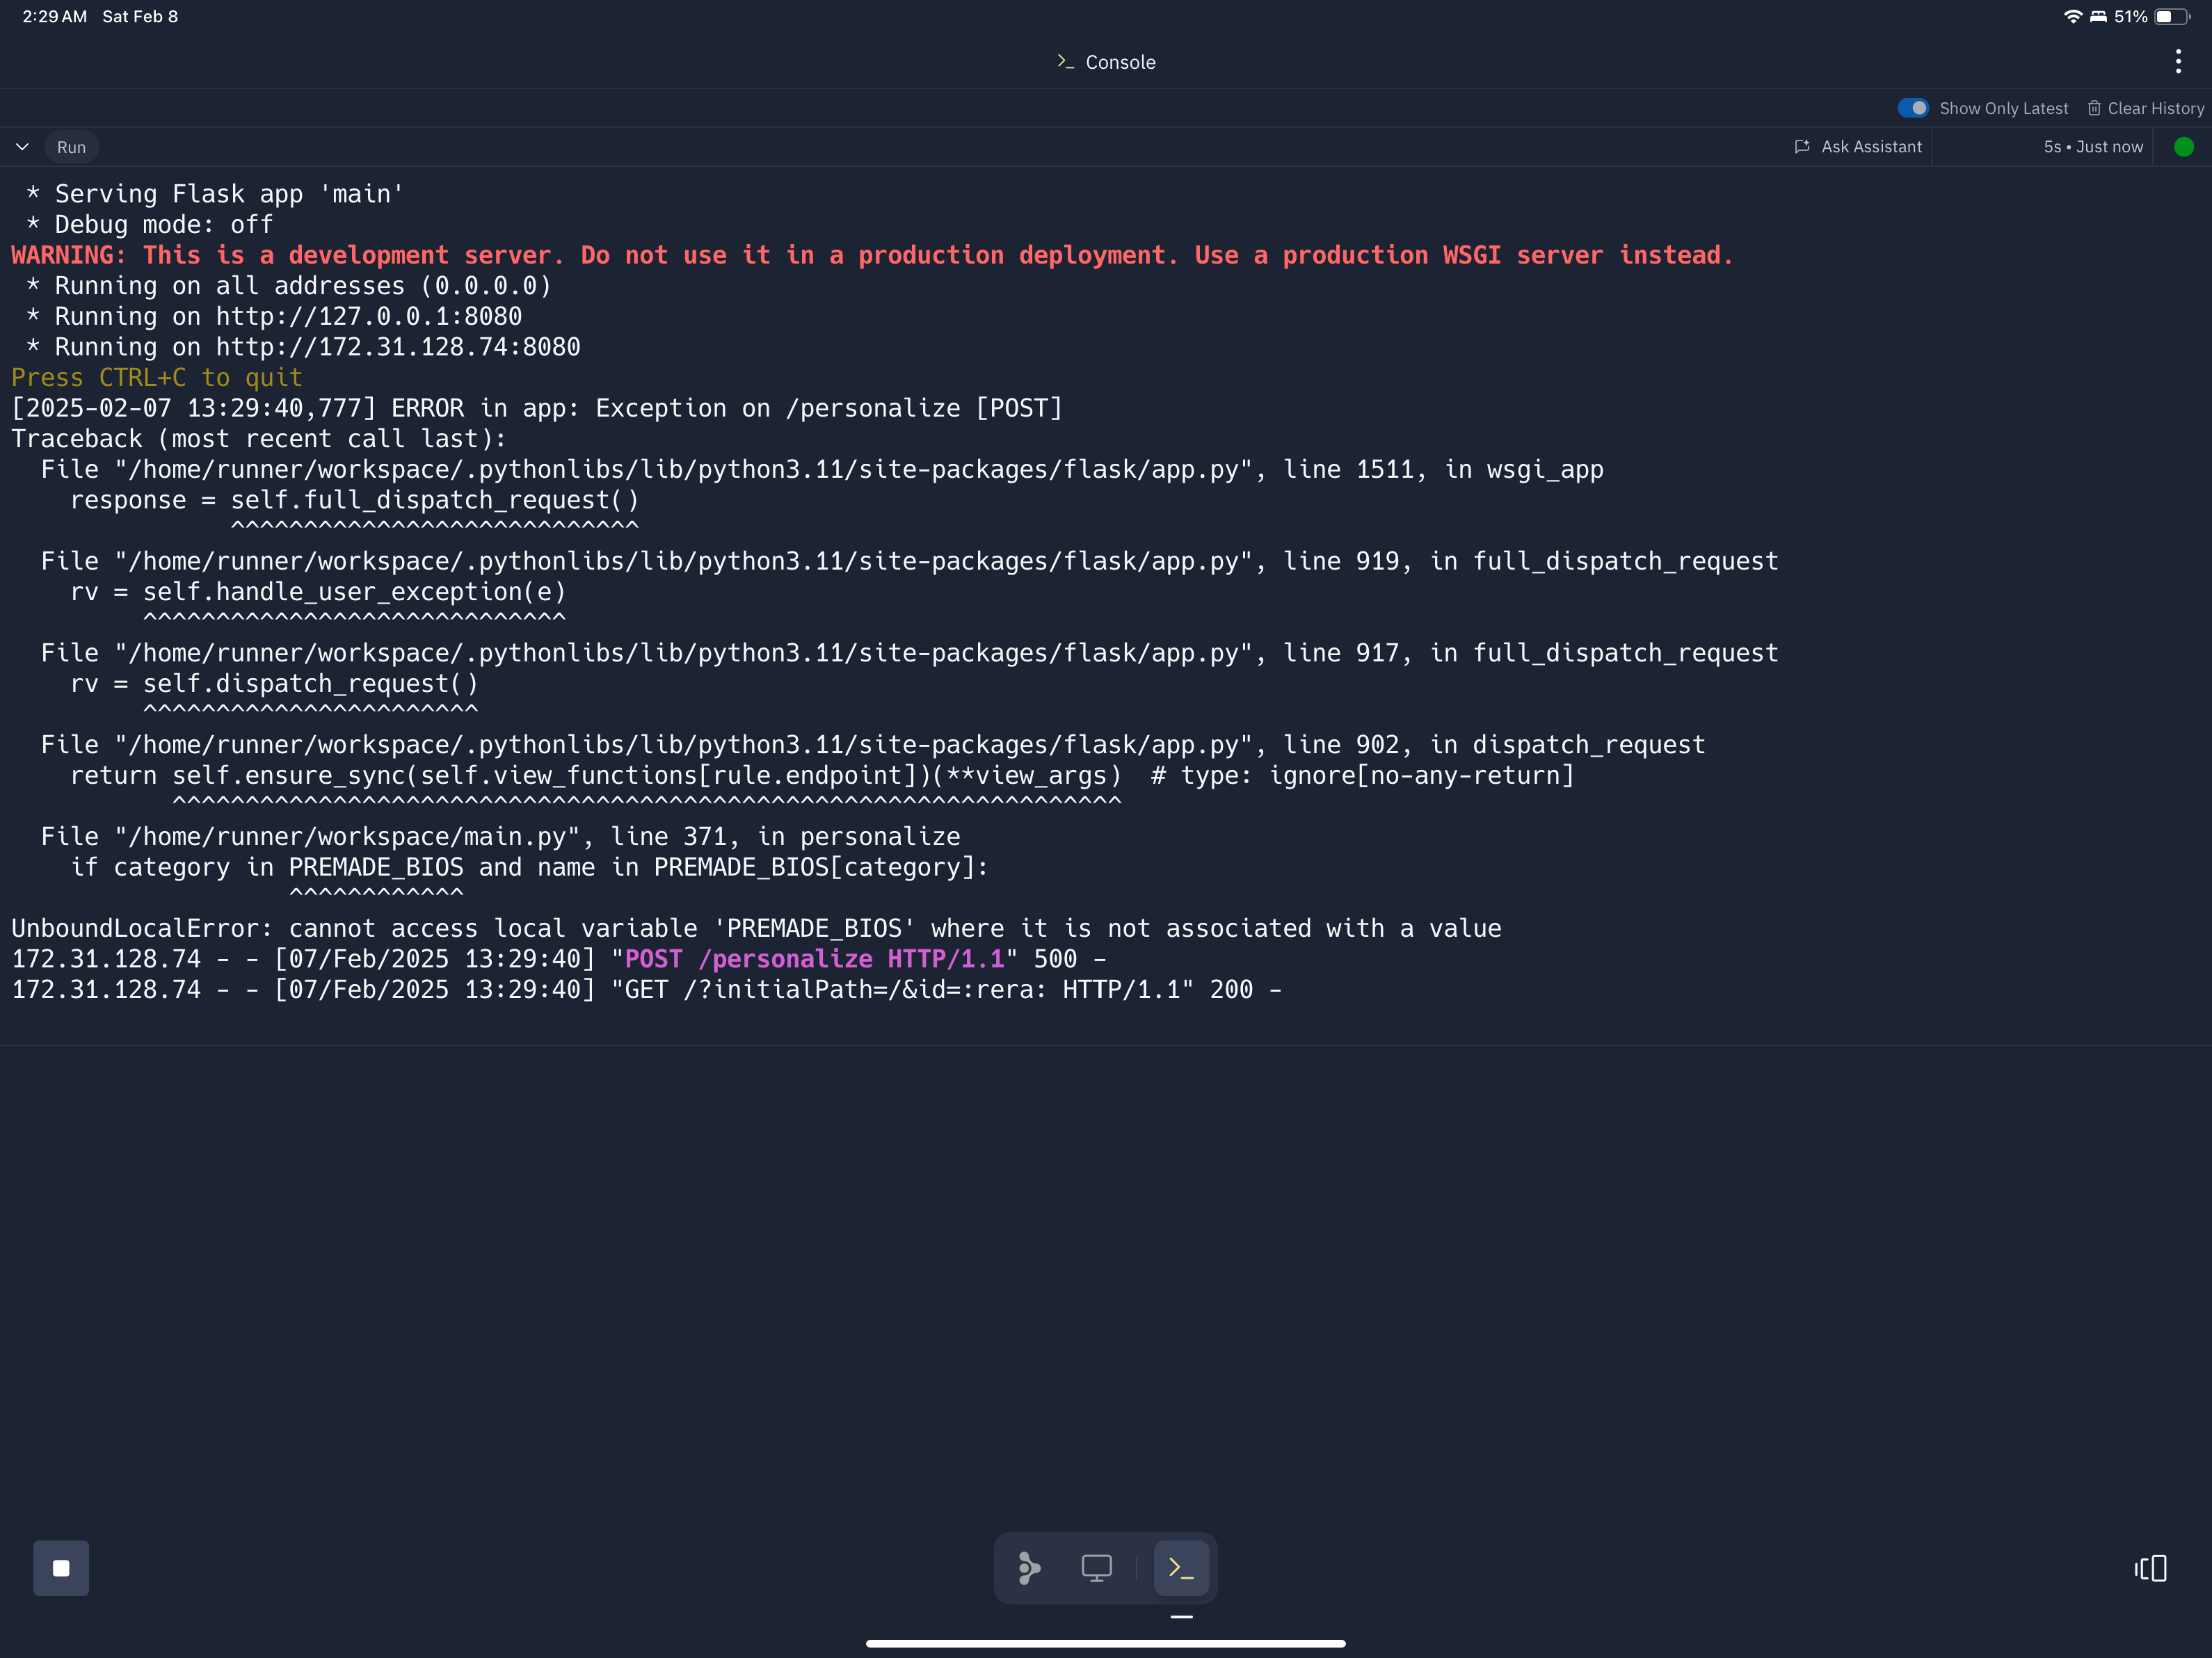 2:29 AM Sat Feb 8
51%
>_ Console
Show Only Latest Clear History
Run Ask Assistant 5s • Just now
 * Serving Flask app 'main'
 * Debug mode: off
WARNING: This is a development server. Do not use it in a production deployment. Use a production WSGI server instead.
 * Running on all addresses (0.0.0.0)
 * Running on http://127.0.0.1:8080
 * Running on http://172.31.128.74:8080
Press CTRL+C to quit
[2025-02-07 13:29:40,777] ERROR in app: Exception on /personalize [POST]
Traceback (most recent call last):
  File "/home/runner/workspace/.pythonlibs/lib/python3.11/site-packages/flask/app.py", line 1511, in wsgi_app
    response = self.full_dispatch_request()
               ^^^^^^^^^^^^^^^^^^^^^^^^^^^^
  File "/home/runner/workspace/.pythonlibs/lib/python3.11/site-packages/flask/app.py", line 919, in full_dispatch_request
    rv = self.handle_user_exception(e)
         ^^^^^^^^^^^^^^^^^^^^^^^^^^^^^
  File "/home/runner/workspace/.pythonlibs/lib/python3.11/site-packages/flask/app.py", line 917, in full_dispatch_request
    rv = self.dispatch_request()
         ^^^^^^^^^^^^^^^^^^^^^^^
  File "/home/runner/workspace/.pythonlibs/lib/python3.11/site-packages/flask/app.py", line 902, in dispatch_request
    return self.ensure_sync(self.view_functions[rule.endpoint])(**view_args)  # type: ignore[no-any-return]
           ^^^^^^^^^^^^^^^^^^^^^^^^^^^^^^^^^^^^^^^^^^^^^^^^^^^^^^^^^^^^^^^^^
  File "/home/runner/workspace/main.py", line 371, in personalize
    if category in PREMADE_BIOS and name in PREMADE_BIOS[category]:
                   ^^^^^^^^^^^^
UnboundLocalError: cannot access local variable 'PREMADE_BIOS' where it is not associated with a value
172.31.128.74 - - [07/Feb/2025 13:29:40] "POST /personalize HTTP/1.1" 500 -
172.31.128.74 - - [07/Feb/2025 13:29:40] "GET /?initialPath=/&id=:rera: HTTP/1.1" 200 -